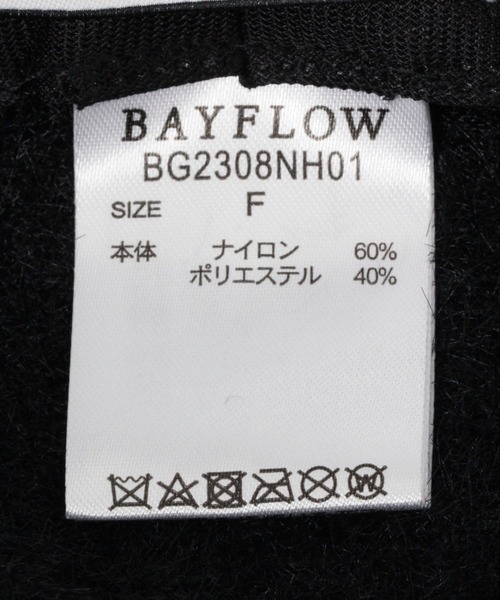 BAYFLOW
BG2308NH01
SIZE F
本体 ナイロン 60%
ポリエステル 40%
W